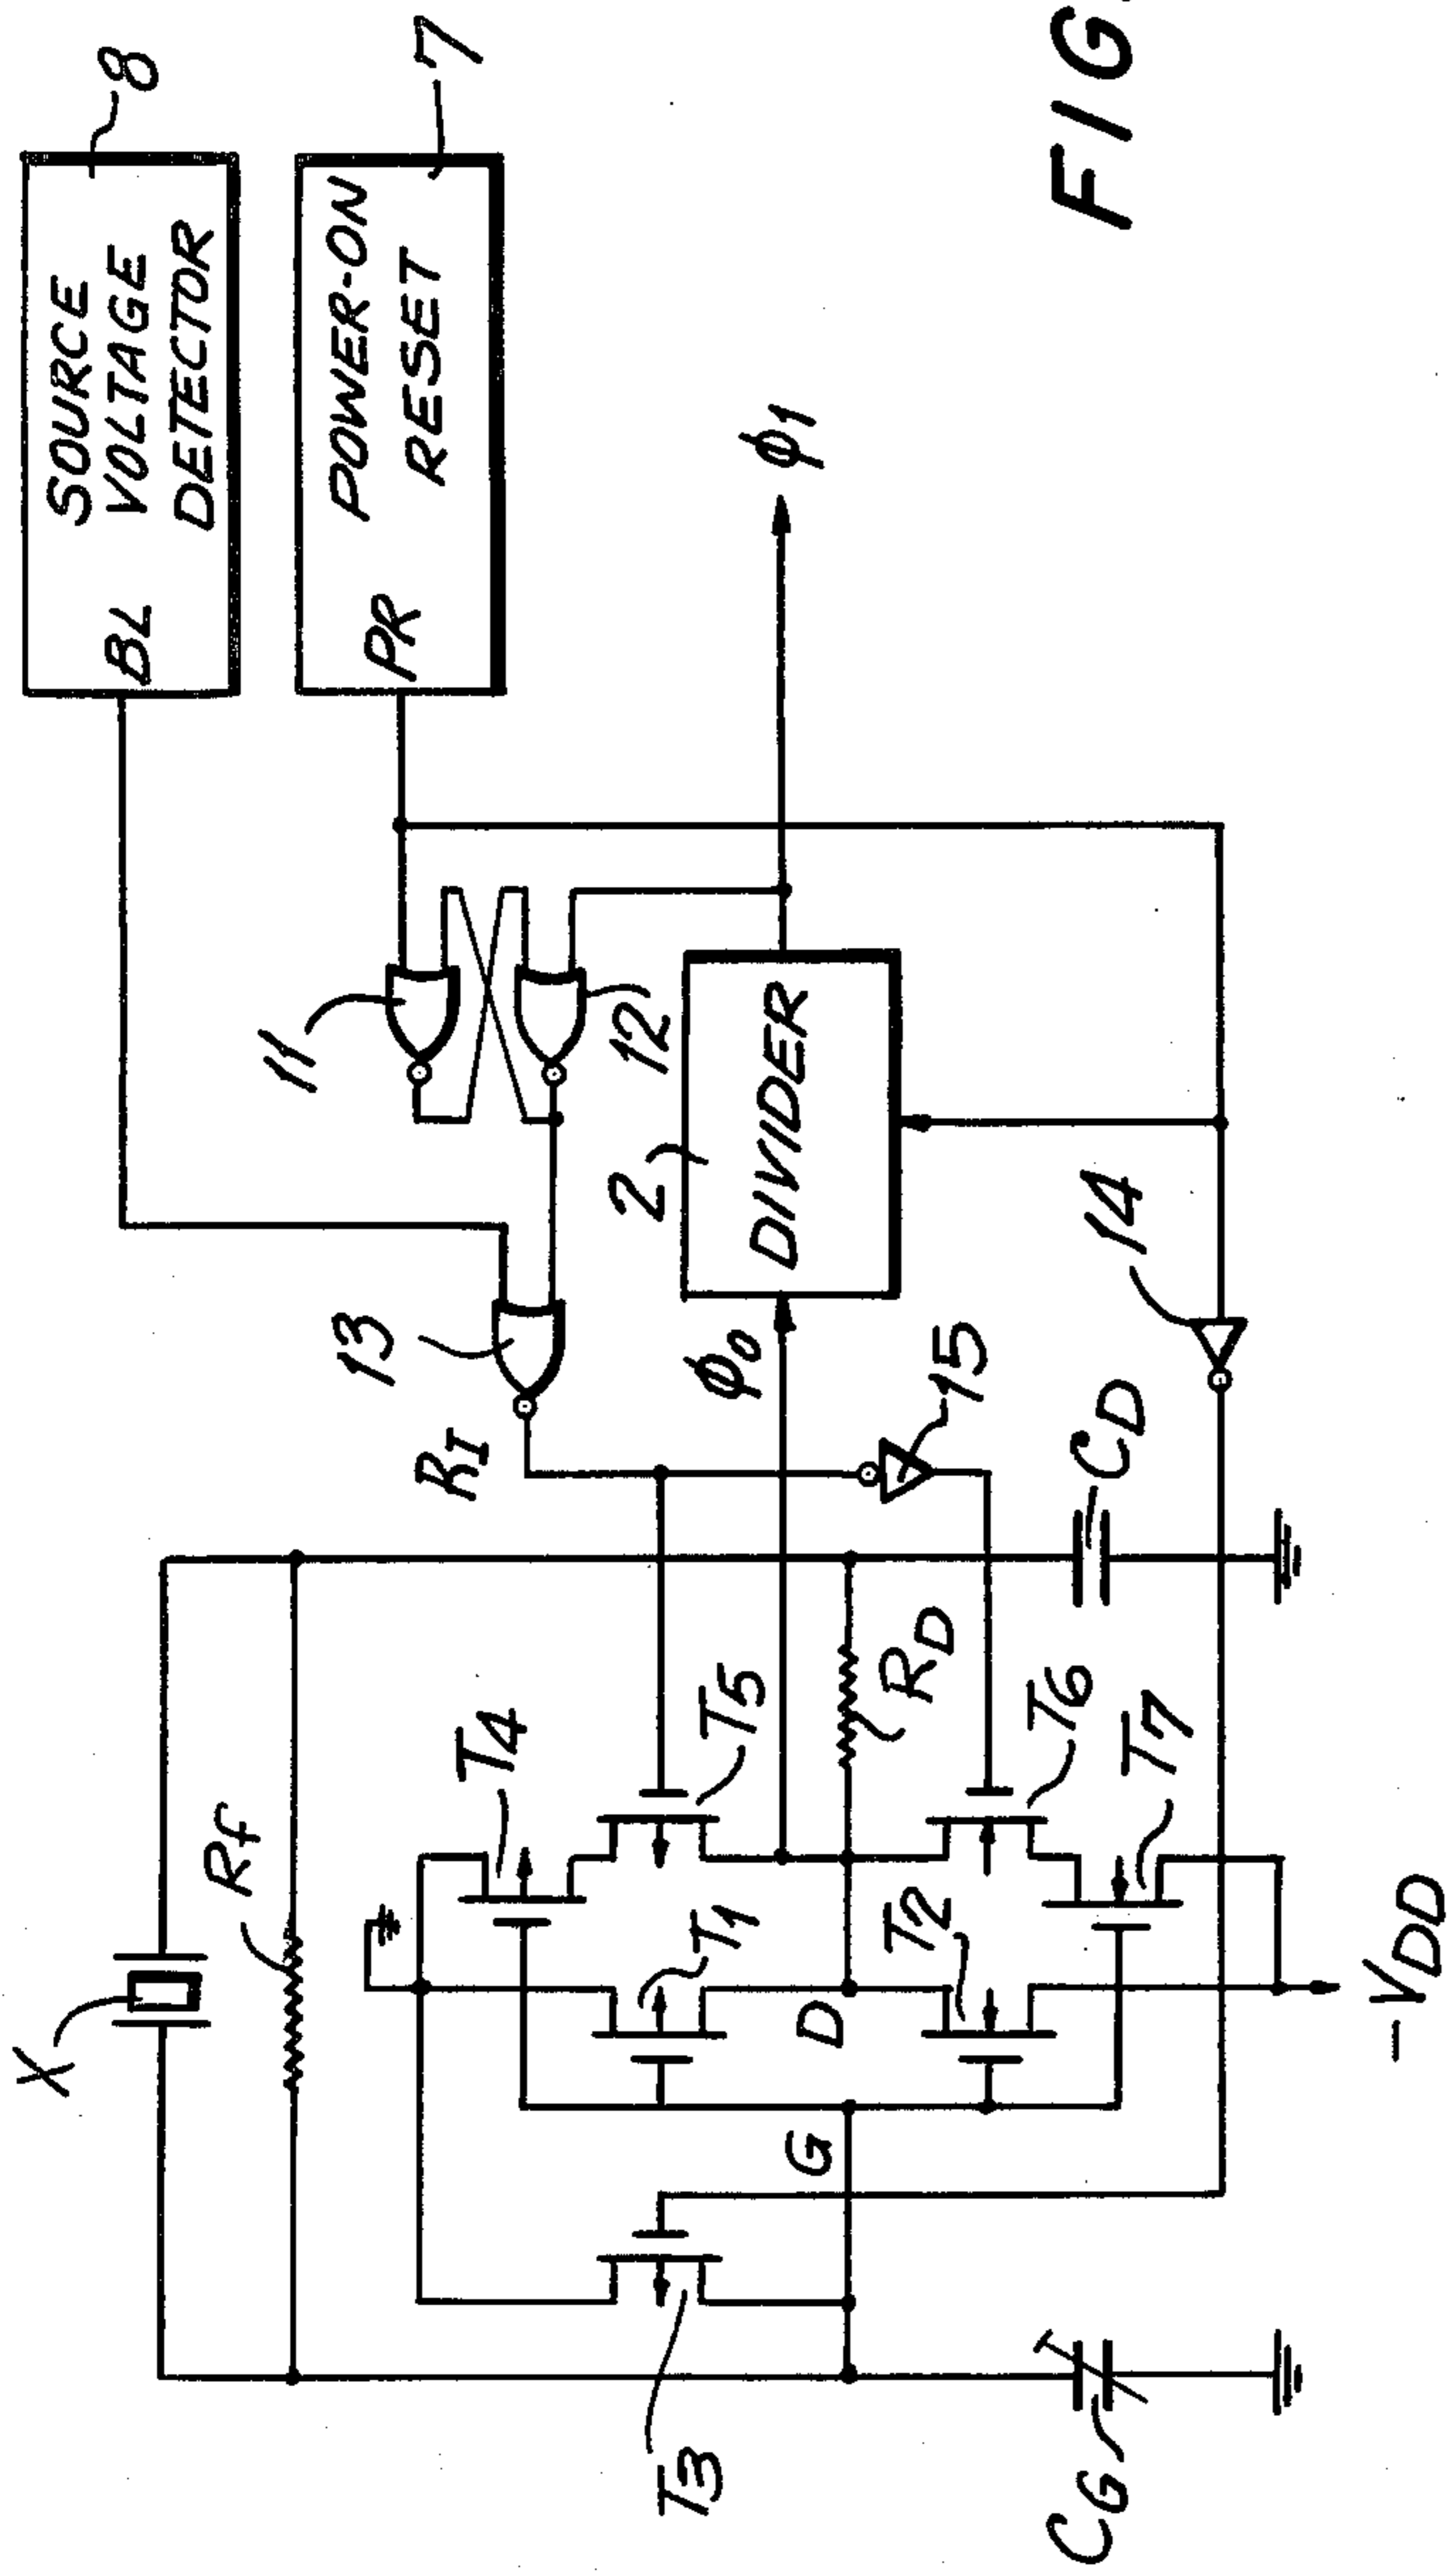 SOURCE
VOLTAGE
DETECTOR
BL
8
POWER-ON
RESET
PR
7
X
Rf
RI
13
11
12
T4
T5
T1
T3
G
D
T2
RD
T6
T7
φ0
2
DIVIDER
φ1
15
14
CG
CD
-VDD
FIG.